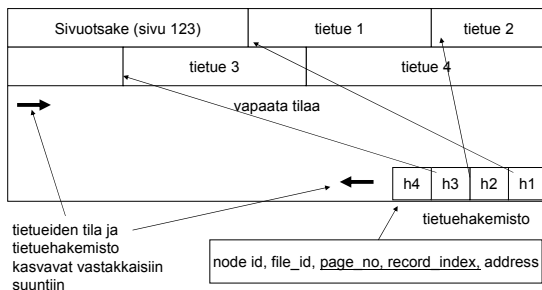 Sivuotsake (sivu 123)
tietue 1
tietue 2
tietue 3
tietue 4
vapaata tilaa
h4
h3
h2
h1
tietuehakemisto
tietueiden tila ja
tietuehakemisto
kasvavat vastakkaisiin
suuntiin
node id, file_id, page_no, record_index, address